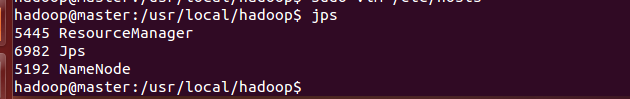 hadoop@master:/usr/local/hadoop$ jps
5445 ResourceManager
6982 Jps
5192 NameNode
hadoop@master:/usr/local/hadoop$